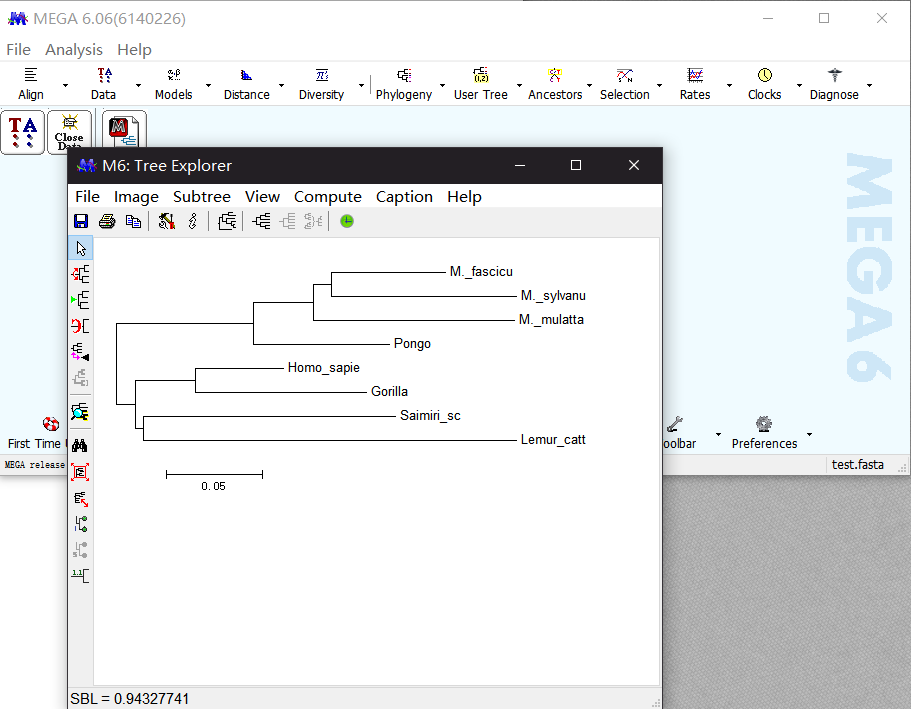 MEGA 6.06(6140226)
File Analysis Help
Align Data Models Distance Diversity Phylogeny User Tree Ancestors Selection Rates Clocks Diagnose
TA
Close
Data
M
M6: Tree Explorer
File Image Subtree View Compute Caption Help
M._fascicu
M._sylvanu
M._mulatta
Pongo
Homo_sapie
Gorilla
Saimiri_sc
Lemur_catt
0.05
SBL = 0.94327741
MEGA6
First Time
oolbar
Preferences
MEGA release
test.fasta